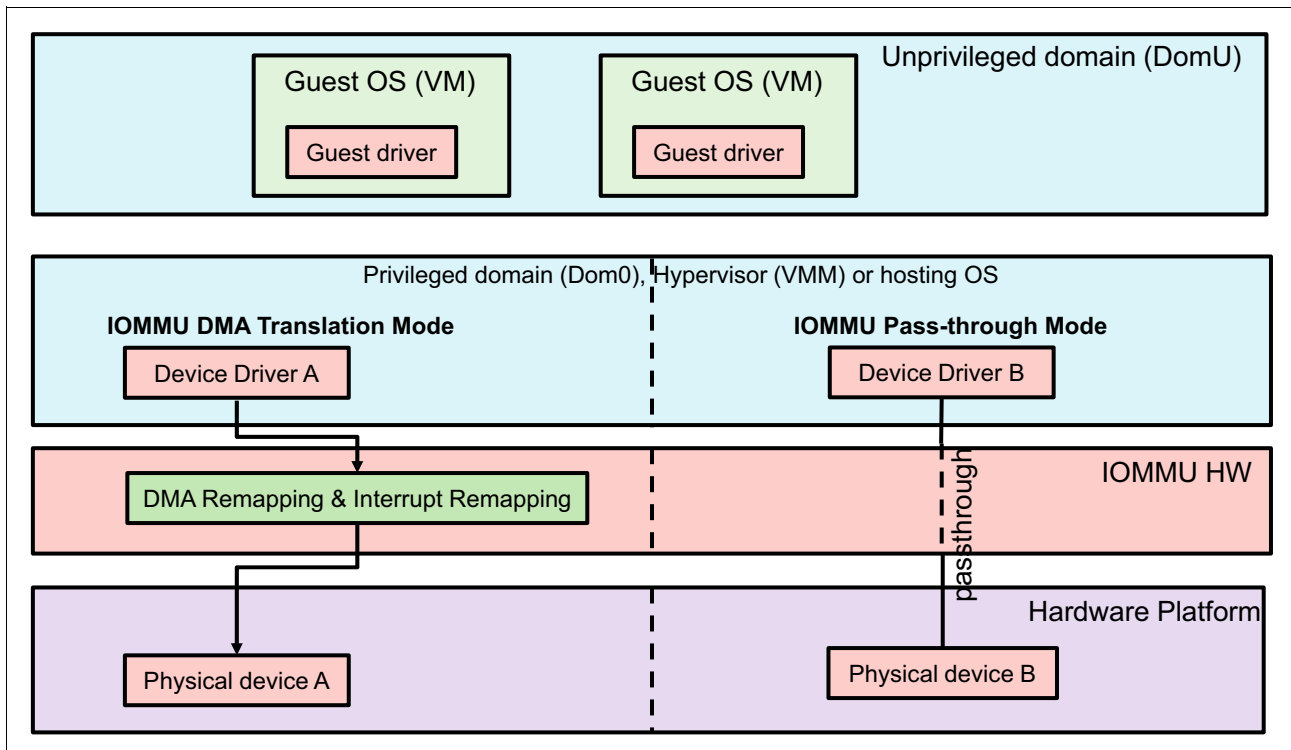 Unprivileged domain (DomU)
Guest OS (VM)
Guest OS (VM)
Guest driver
Guest driver
Privileged domain (Dom0), Hypervisor (VMM) or hosting OS
IOMMU DMA Translation Mode
IOMMU Pass-through Mode
Device Driver A
Device Driver B
IOMMU HW
DMA Remapping & Interrupt Remapping
passthrough
Hardware Platform
Physical device A
Physical device B